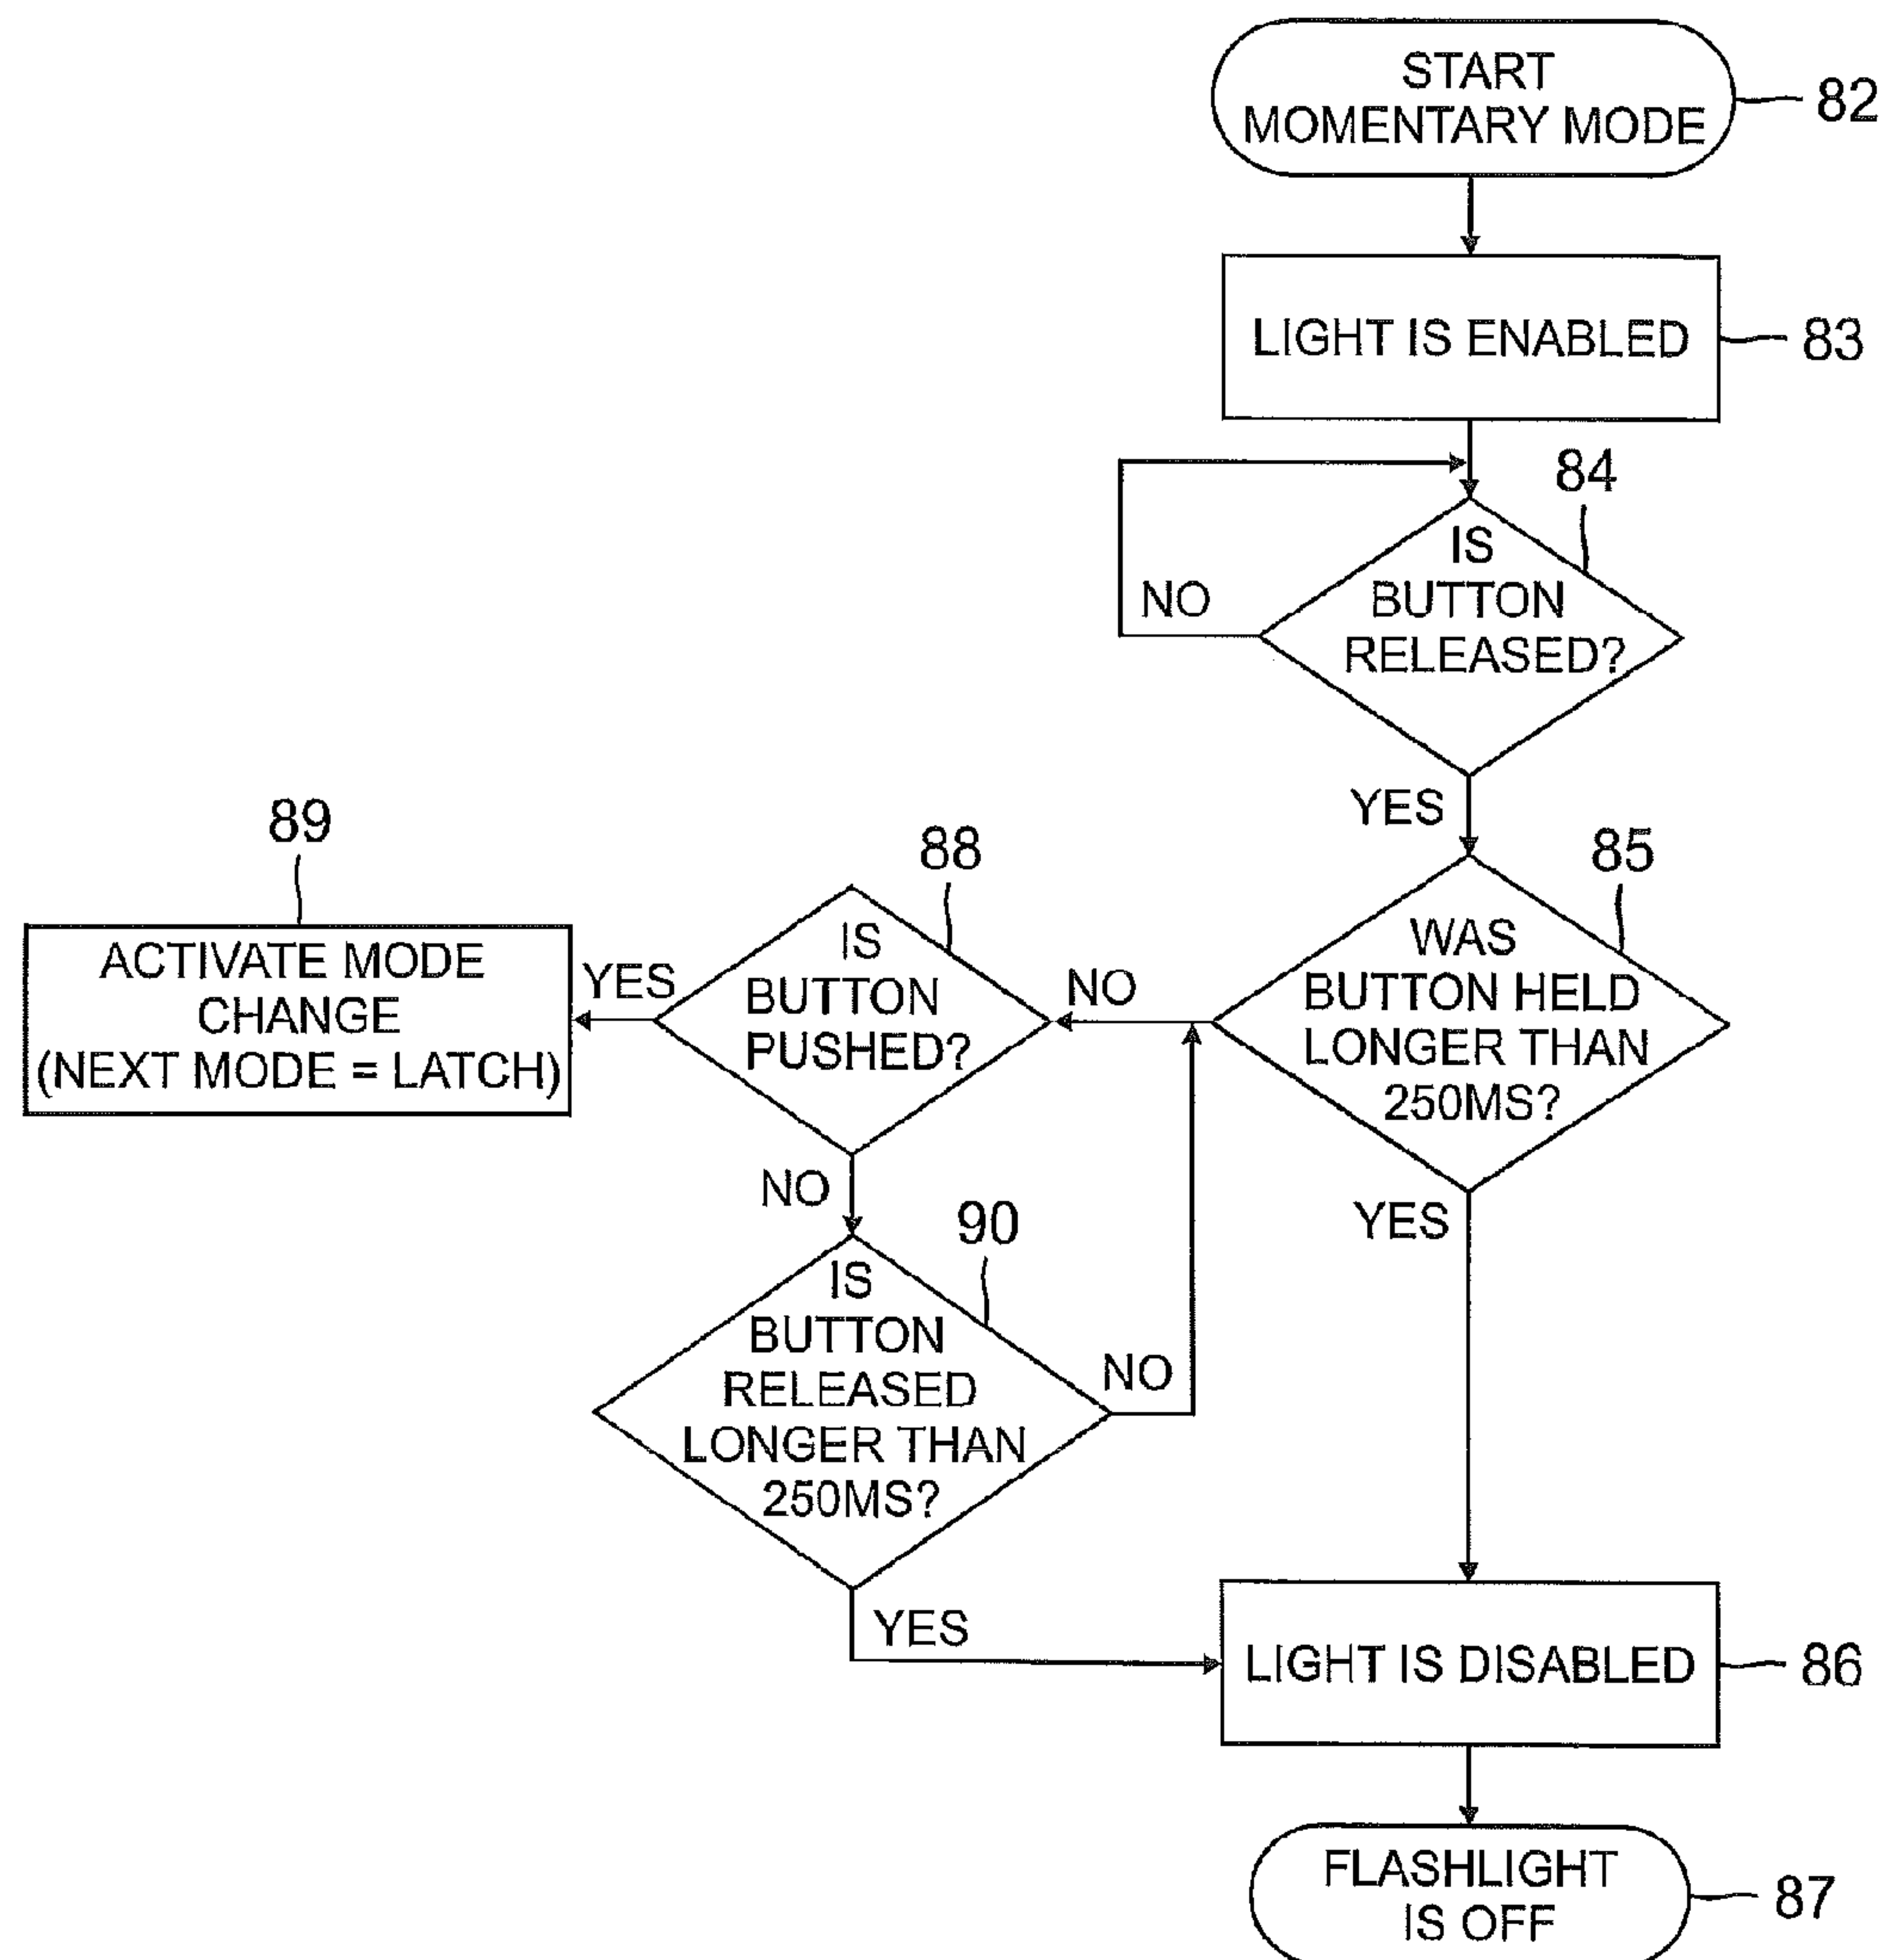 START
MOMENTARY MODE
82
LIGHT IS ENABLED
83
84
IS
BUTTON
RELEASED?
NO
YES
85
WAS
BUTTON HELD
LONGER THAN
250MS?
NO
YES
88
IS
BUTTON
PUSHED?
YES
NO
89
ACTIVATE MODE
CHANGE
(NEXT MODE = LATCH)
90
IS
BUTTON
RELEASED
LONGER THAN
250MS?
NO
YES
LIGHT IS DISABLED
86
FLASHLIGHT
IS OFF
87